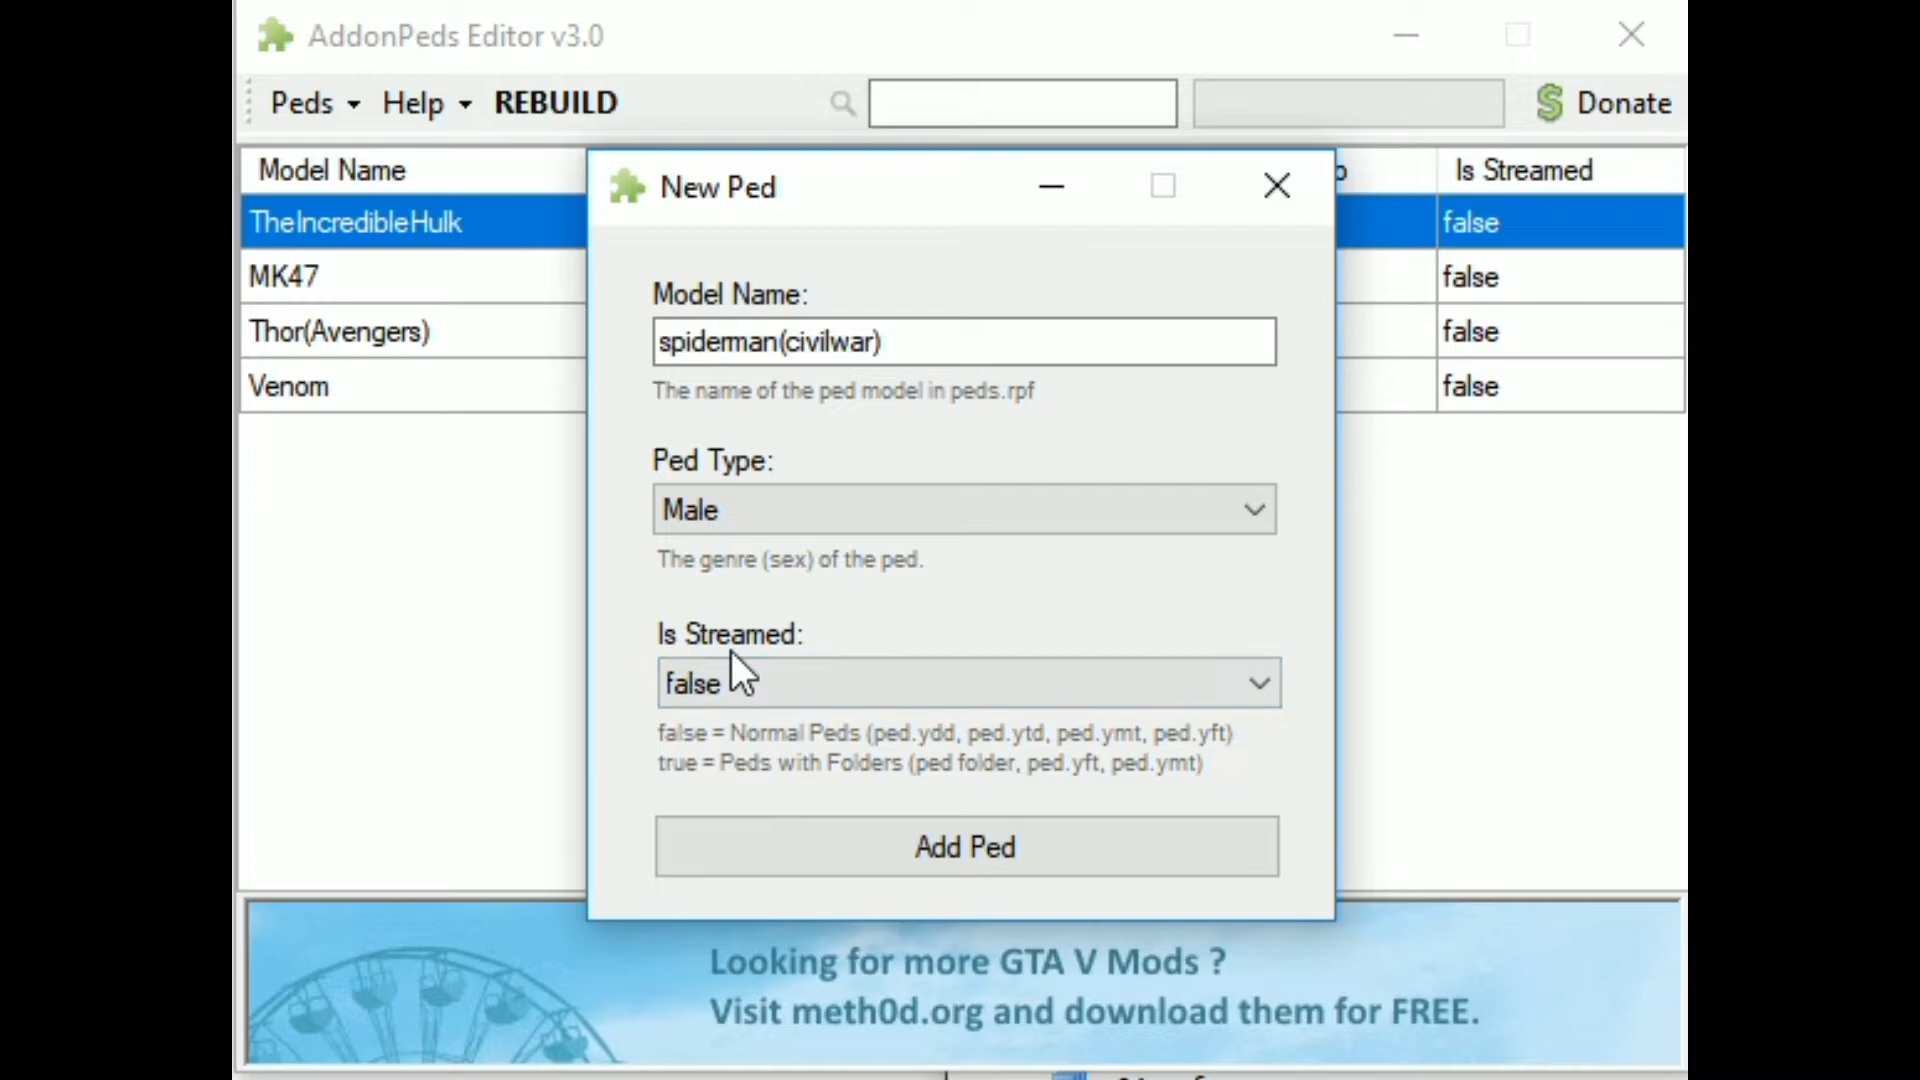 AddonPeds Editor v3.0
Peds Help REBUILD Donate
Model Name Is Streamed
TheIncredibleHulk false
MK47 false
Thor(Avengers) false
Venom false
New Ped
Model Name:
spiderman(civilwar)
The name of the ped model in peds.rpf
Ped Type:
Male
The genre (sex) of the ped.
Is Streamed:
false
false = Normal Peds (ped.ydd, ped.ytd, ped.ymt, ped.yft)
true = Peds with Folders (ped folder, ped.yft, ped.ymt)
Add Ped
Looking for more GTA V Mods ?
Visit meth0d.org and download them for FREE.